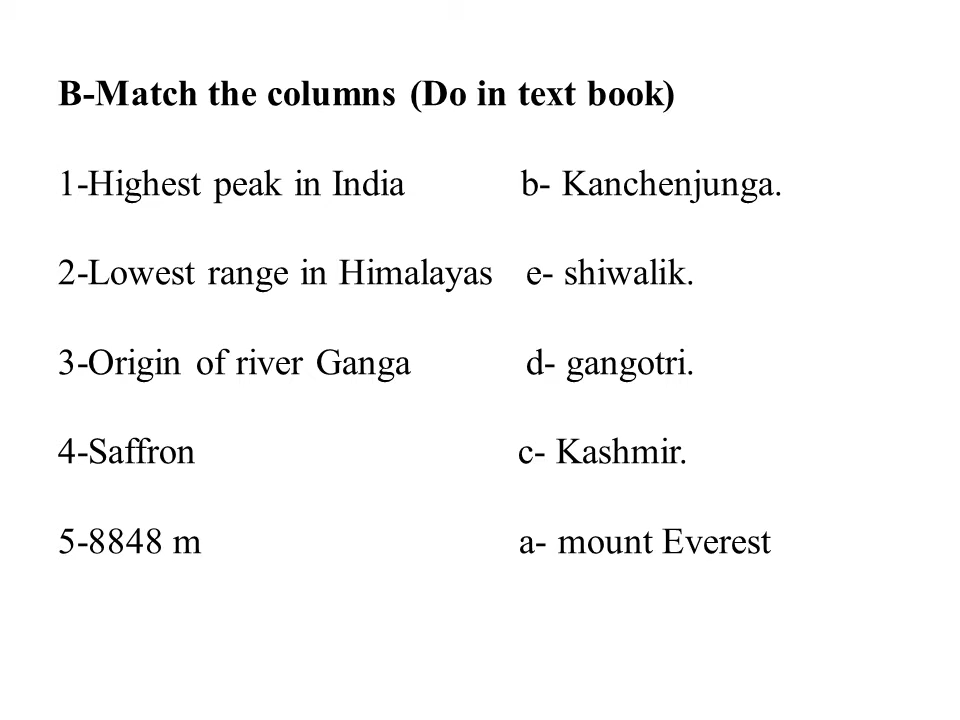 B-Match the columns (Do in text book)
1-Highest peak in India b- Kanchenjunga.
2-Lowest range in Himalayas e- shiwalik.
3-Origin of river Ganga d- gangotri.
4-Saffron c- Kashmir.
5-8848 m a- mount Everest